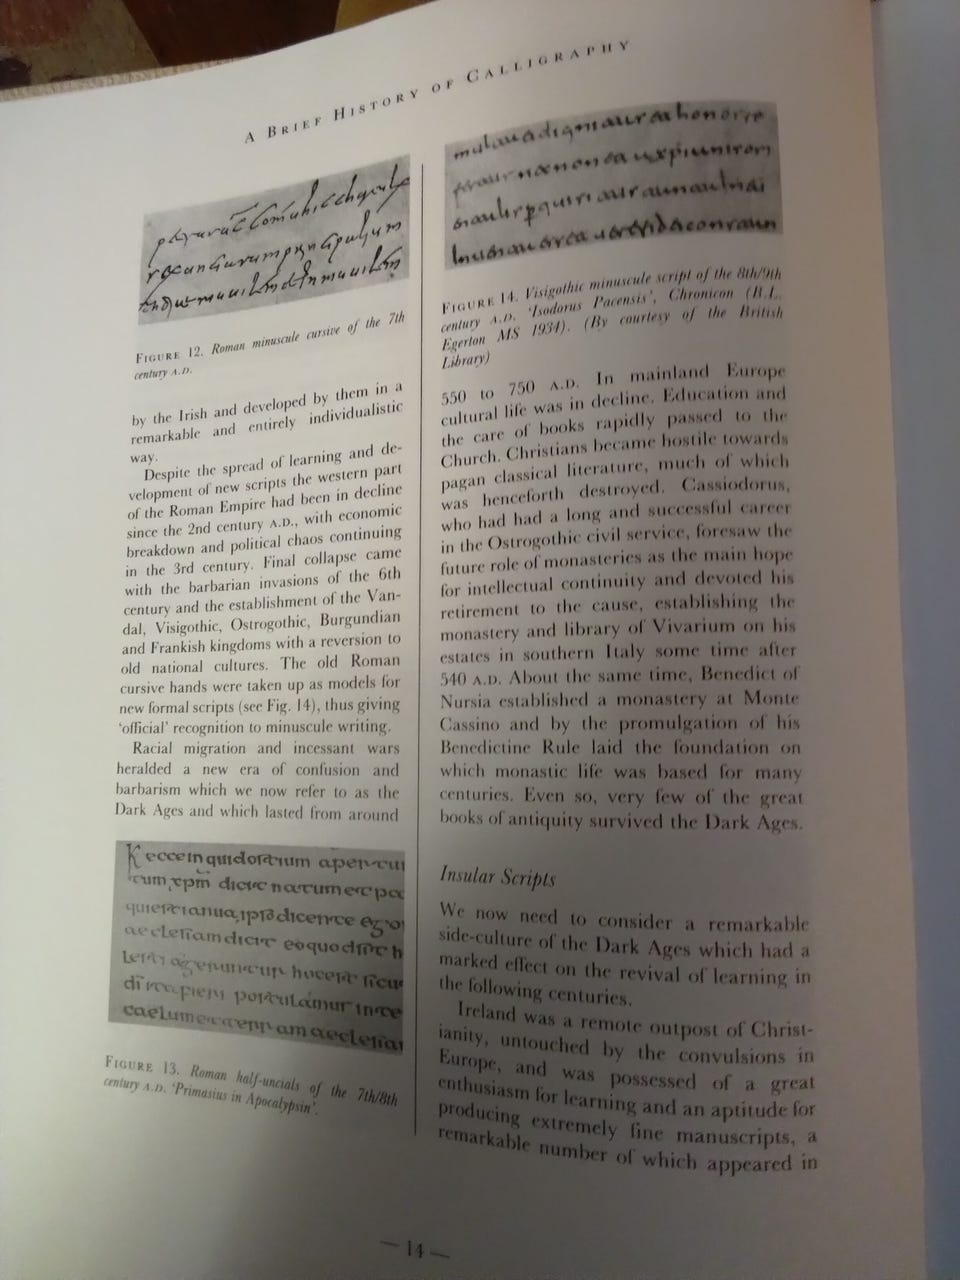 A BRIEF HISTORY OF CALLIGRAPHY
FIGURE 12. Roman minuscule cursive of the 7th
century A.D.
by the Irish and developed by them in a
remarkable and entirely individualistic
way.
Despite the spread of learning and de-
velopment of new scripts the western part
of the Roman Empire had been in decline
since the 2nd century A.D., with economic
breakdown and political chaos continuing
in the 3rd century. Final collapse came
with the barbarian invasions of the 6th
century and the establishment of the Van-
dal, Visigothic, Ostrogothic, Burgundian
and Frankish kingdoms with a reversion to
old national cultures. The old Roman
cursive hands were taken up as models for
new formal scripts (see Fig. 14), thus giving
'official' recognition to minuscule writing.
Racial migration and incessant wars
heralded a new era of confusion and
barbarism which we now refer to as the
Dark Ages and which lasted from around
FIGURE 13. Roman half-uncials of the 7th/8th
century A.D. 'Primasius in Apocalypsin'.
FIGURE 14. Visigothic minuscule script of the 8th/9th
century A.D. 'Isodorus Pacensis', Chronicon (B.L.
Egerton MS 1934). (By courtesy of the British
Library)
550 to 750 A.D. In mainland Europe
cultural life was in decline. Education and
the care of books rapidly passed to the
Church. Christians became hostile towards
pagan classical literature, much of which
was henceforth destroyed. Cassiodorus,
who had had a long and successful career
in the Ostrogothic civil service, foresaw the
future role of monasteries as the main hope
for intellectual continuity and devoted his
retirement to the cause, establishing the
monastery and library of Vivarium on his
estates in southern Italy some time after
540 A.D. About the same time, Benedict of
Nursia established a monastery at Monte
Cassino and by the promulgation of his
Benedictine Rule laid the foundation on
which monastic life was based for many
centuries. Even so, very few of the great
books of antiquity survived the Dark Ages.
Insular Scripts
We now need to consider a remarkable
side-culture of the Dark Ages which had a
marked effect on the revival of learning in
the following centuries.
Ireland was a remote outpost of Christ-
ianity, untouched by the convulsions in
Europe, and was possessed of a great
enthusiasm for learning and an aptitude for
producing extremely fine manuscripts, a
remarkable number of which appeared in
— 14 —